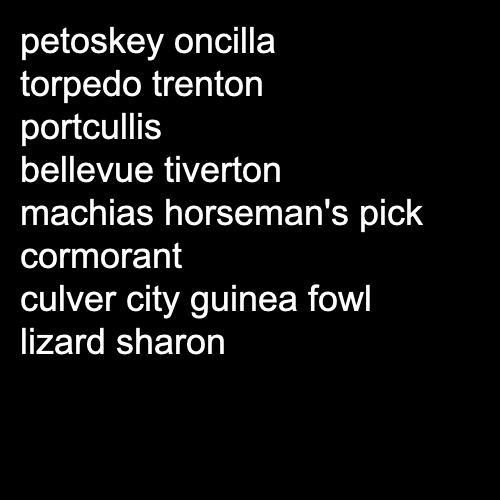 petoskey oncilla
torpedo trenton
portcullis
bellevue tiverton
machias horseman's pick
cormorant
culver city guinea fowl
lizard sharon